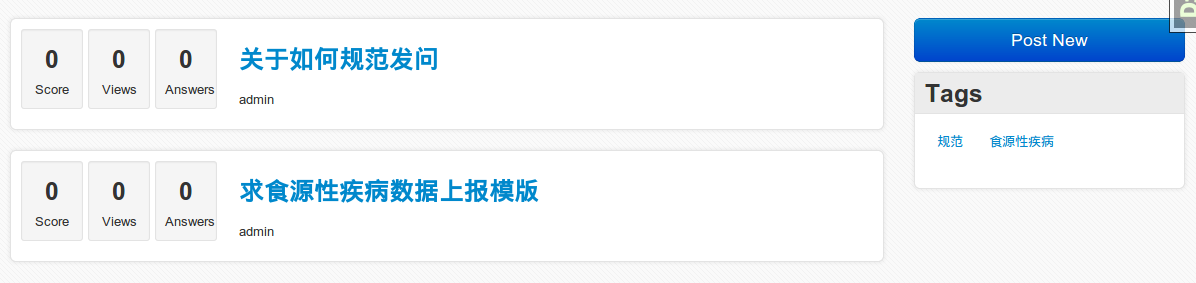 0 0 0
Score Views Answers
关于如何规范发问
admin
0 0 0
Score Views Answers
求食源性疾病数据上报模版
admin
Post New
Tags
规范 食源性疾病